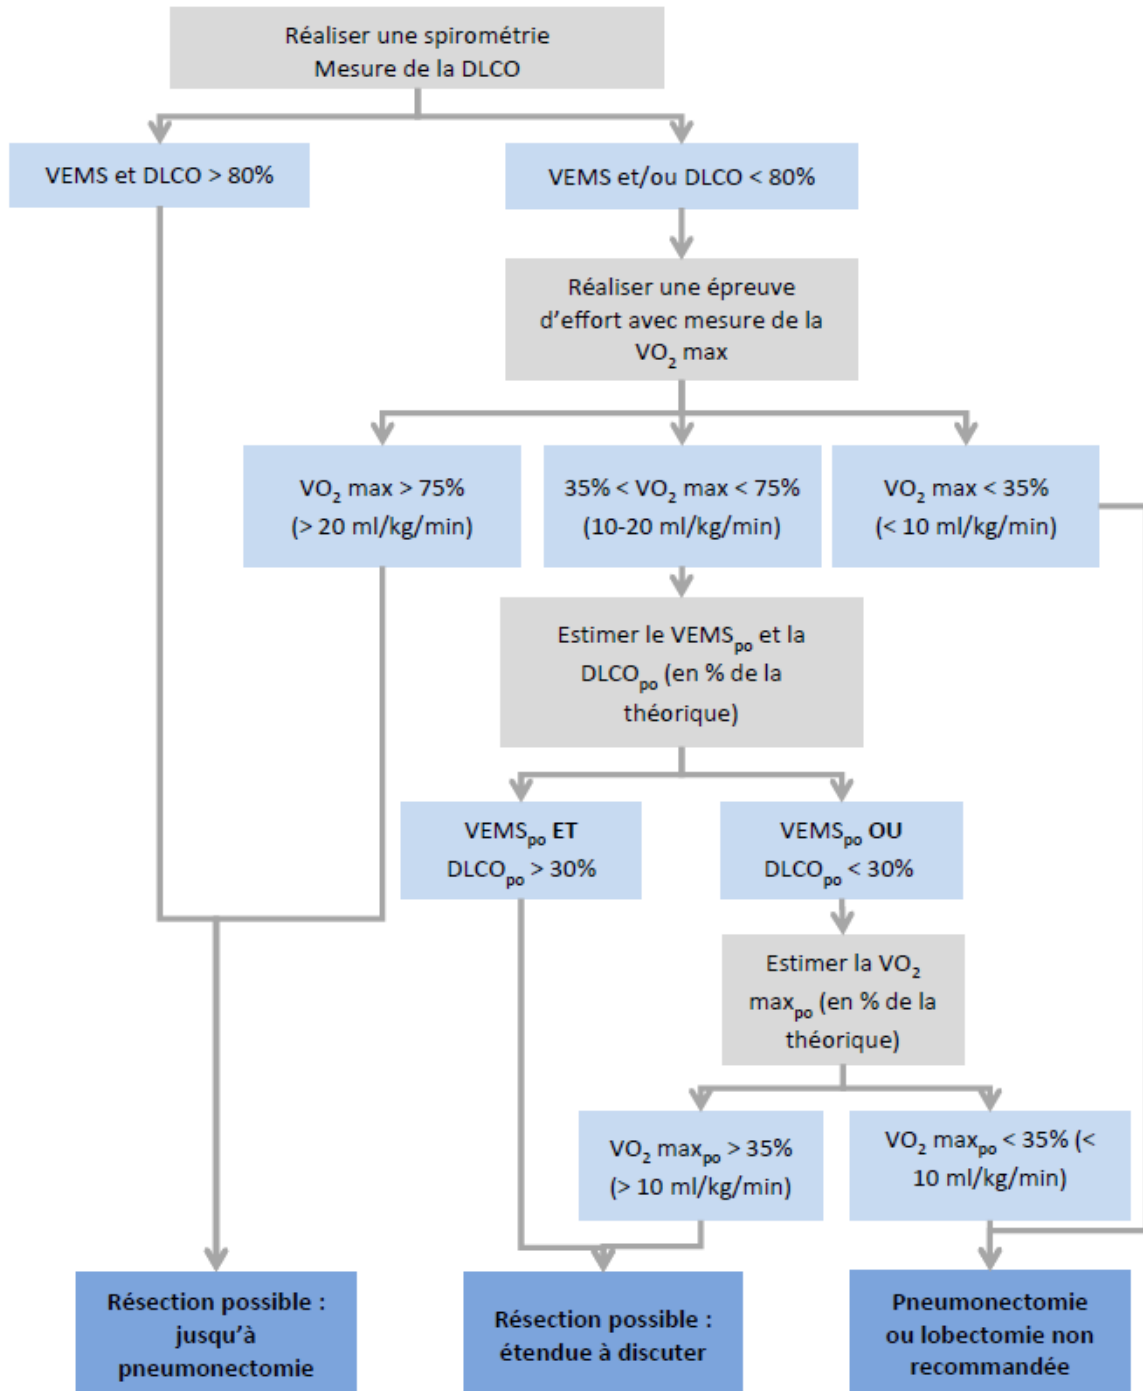 Réaliser une spirométrie
Mesure de la DLCO
VEMS et DLCO > 80%
VEMS et/ou DLCO < 80%
Réaliser une épreuve
d’effort avec mesure de la
VO₂ max
VO₂ max > 75%
(> 20 ml/kg/min)
35% < VO₂ max < 75%
(10-20 ml/kg/min)
VO₂ max < 35%
(< 10 ml/kg/min)
Estimer le VEMSpo et la
DLCOpo (en % de la
théorique)
VEMSpo ET
DLCOpo > 30%
VEMSpo OU
DLCOpo < 30%
Estimer la VO₂
maxpo (en % de la
théorique)
VO₂ maxpo > 35%
(> 10 ml/kg/min)
VO₂ maxpo < 35% (<
10 ml/kg/min)
Résection possible :
jusqu’à
pneumonectomie
Résection possible :
étendue à discuter
Pneumonectomie
ou lobectomie non
recommandée